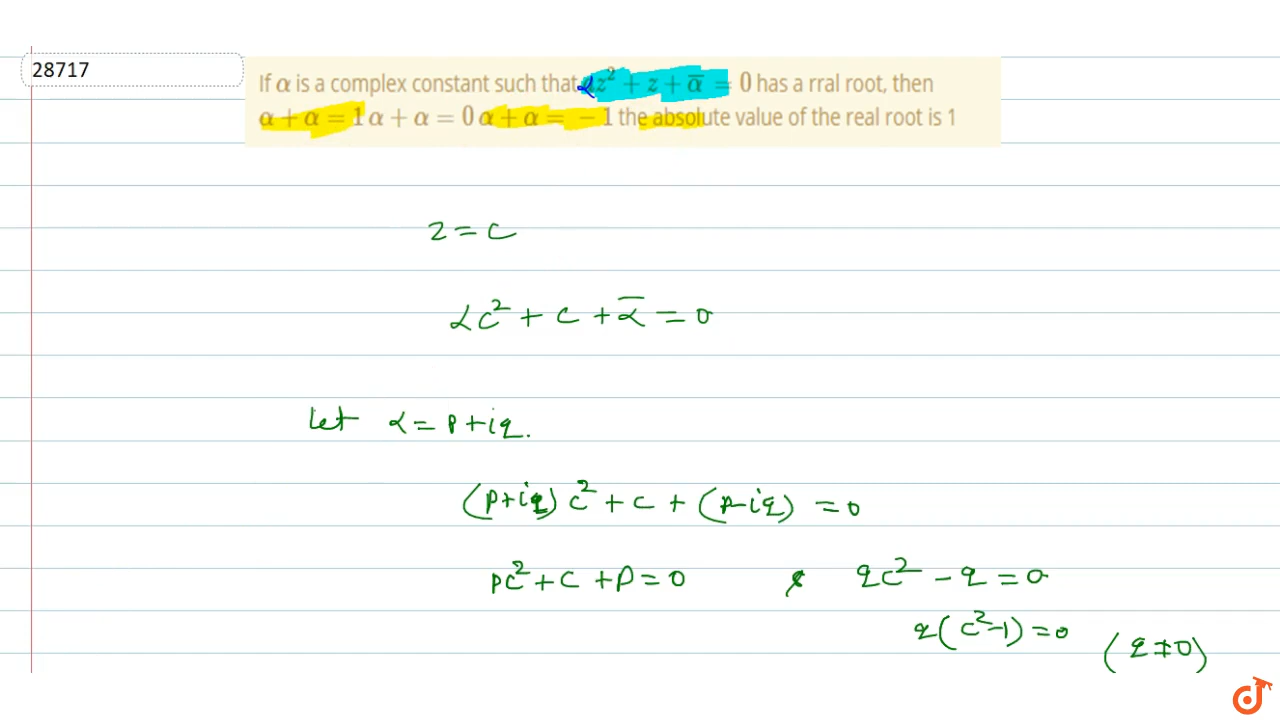 28717
If α is a complex constant such that αz² + z + ᾱ = 0 has a rral root, then
α + α = 1 α + α = 0 α + α = − 1 the absolute value of the real root is 1
z = c
αc² + c + ᾱ = 0
Let α = p + iq.
(p+iq) c² + c + (p−iq) = 0
pc² + c + p = 0 & qc² − q = 0
q(c²−1) = 0 (q ≠ 0)